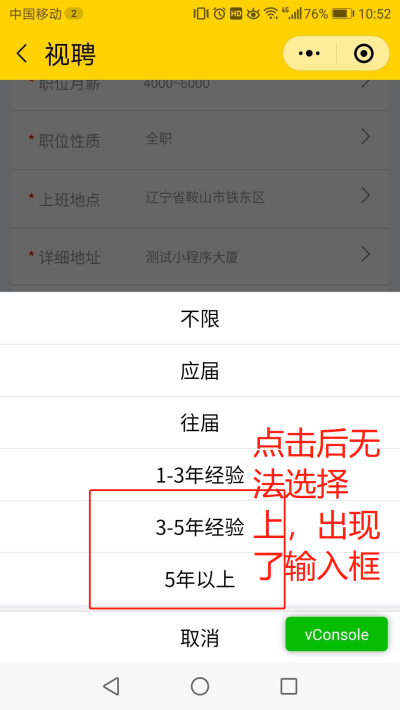 中国移动 2 HD 4G 76% 10:52
视聘
*职位月薪 4000~6000
*职位性质 全职
*上班地点 辽宁省鞍山市铁东区
*详细地址 测试小程序大厦
不限
应届
往届
1-3年经验
3-5年经验
5年以上
取消
点击后无
法选择
上，出现
了输入框
vConsole